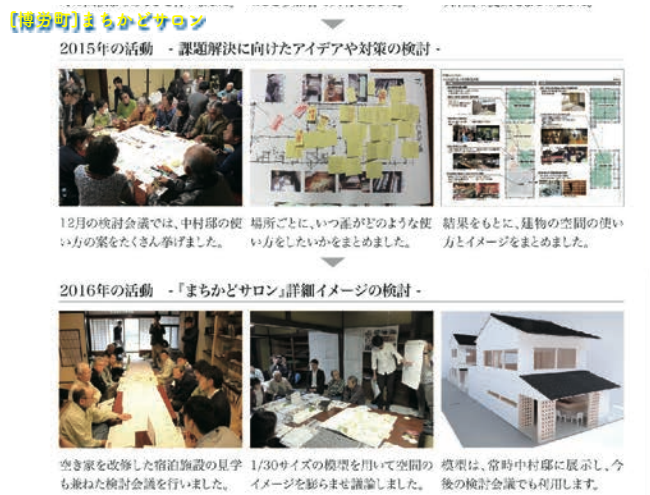 [博労町]まちかどサロン
2015年の活動 - 課題解決に向けたアイデアや対策の検討 -
12月の検討会議では、中村邸の使
い方の案をたくさん挙げました。
場所ごとに、いつ誰がどのような使
い方をしたいかをまとめました。
結果をもとに、建物の空間の使い
方とイメージをまとめました。
2016年の活動 - 『まちかどサロン』詳細イメージの検討 -
空き家を改修した宿泊施設の見学
も兼ねた検討会議を行いました。
1/30サイズの模型を用いて空間の
イメージを膨らませ議論しました。
模型は、常時中村邸に展示し、今
後の検討会議でも利用します。